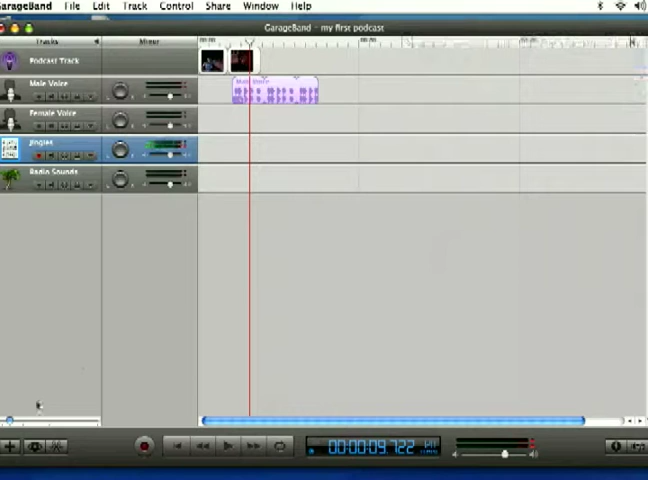 GarageBand File Edit Track Control Share Window Help
GarageBand - my first podcast
Tracks Mixer
Podcast Track
Male Voice
Female Voice
Jingles
Radio Sounds
00:00:09.722